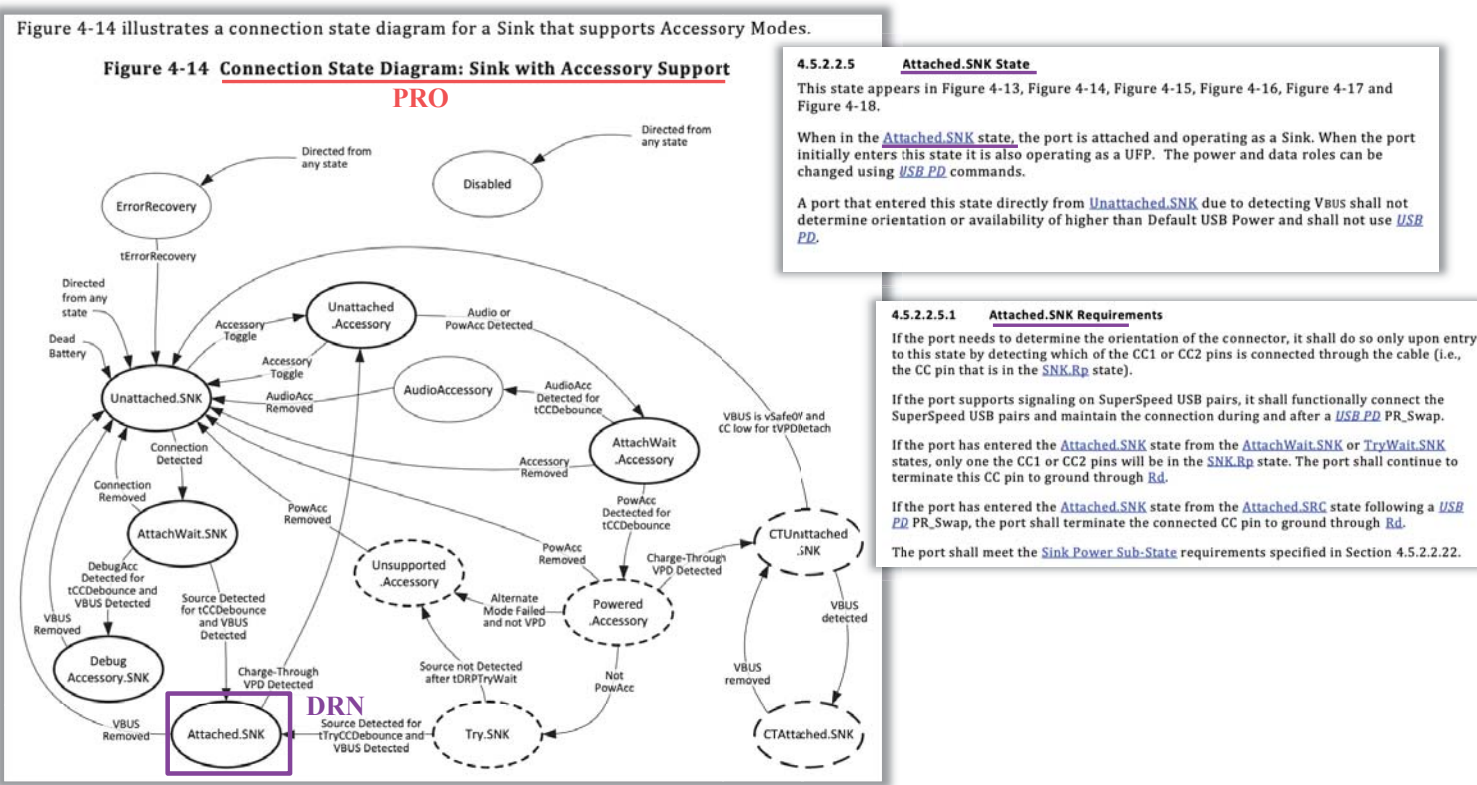 Figure 4-14 illustrates a connection state diagram for a Sink that supports Accessory Modes.
Figure 4-14 Connection State Diagram: Sink with Accessory Support
PRO
Directed from
any state
Directed from
any state
Disabled
ErrorRecovery
tErrorRecovery
Directed
from any
state
Dead
Battery
Accessory
Toggle
Unattached
.Accessory
Audio or
PowAcc Detected
Accessory
Toggle
Unattached.SNK
AudioAcc
Removed
AudioAccessory
AudioAcc
Detected for
tCCDebounce
VBUS is vSafe0V and
CC low for tVPDDetach
AttachWait
.Accessory
Connection
Detected
Accessory
Removed
Connection
Removed
PowAcc
Removed
PowAcc
Dectected for
tCCDebounce
AttachWait.SNK
CTUnattached
.SNK
PowAcc
Removed
Charge-Through
VPD Detected
Unsupported
.Accessory
DebugAcc
Detected for
tCCDebounce and
VBUS Detected
Source Detected
for tCCDebounce
and VBUS
Detected
Alternate
Mode Failed
and not VPD
Powered
.Accessory
VBUS
detected
VBUS
Removed
Debug
Accessory.SNK
Charge-Through
VPD Detected
Source not Detected
after tDRPTryWait
Not
PowAcc
VBUS
removed
DRN
VBUS
Removed
Attached.SNK
Source Detected for
tTryCCDebounce and
VBUS Detected
Try.SNK
CTAttached.SNK
4.5.2.2.5 Attached.SNK State
This state appears in Figure 4-13, Figure 4-14, Figure 4-15, Figure 4-16, Figure 4-17 and
Figure 4-18.
When in the Attached.SNK state, the port is attached and operating as a Sink. When the port
initially enters this state it is also operating as a UFP. The power and data roles can be
changed using USB PD commands.
A port that entered this state directly from Unattached.SNK due to detecting VBUS shall not
determine orientation or availability of higher than Default USB Power and shall not use USB
PD.
4.5.2.2.5.1 Attached.SNK Requirements
If the port needs to determine the orientation of the connector, it shall do so only upon entry
to this state by detecting which of the CC1 or CC2 pins is connected through the cable (i.e.,
the CC pin that is in the SNK.Rp state).
If the port supports signaling on SuperSpeed USB pairs, it shall functionally connect the
SuperSpeed USB pairs and maintain the connection during and after a USB PD PR_Swap.
If the port has entered the Attached.SNK state from the AttachWait.SNK or TryWait.SNK
states, only one the CC1 or CC2 pins will be in the SNK.Rp state. The port shall continue to
terminate this CC pin to ground through Rd.
If the port has entered the Attached.SNK state from the Attached.SRC state following a USB
PD PR_Swap, the port shall terminate the connected CC pin to ground through Rd.
The port shall meet the Sink Power Sub-State requirements specified in Section 4.5.2.2.22.